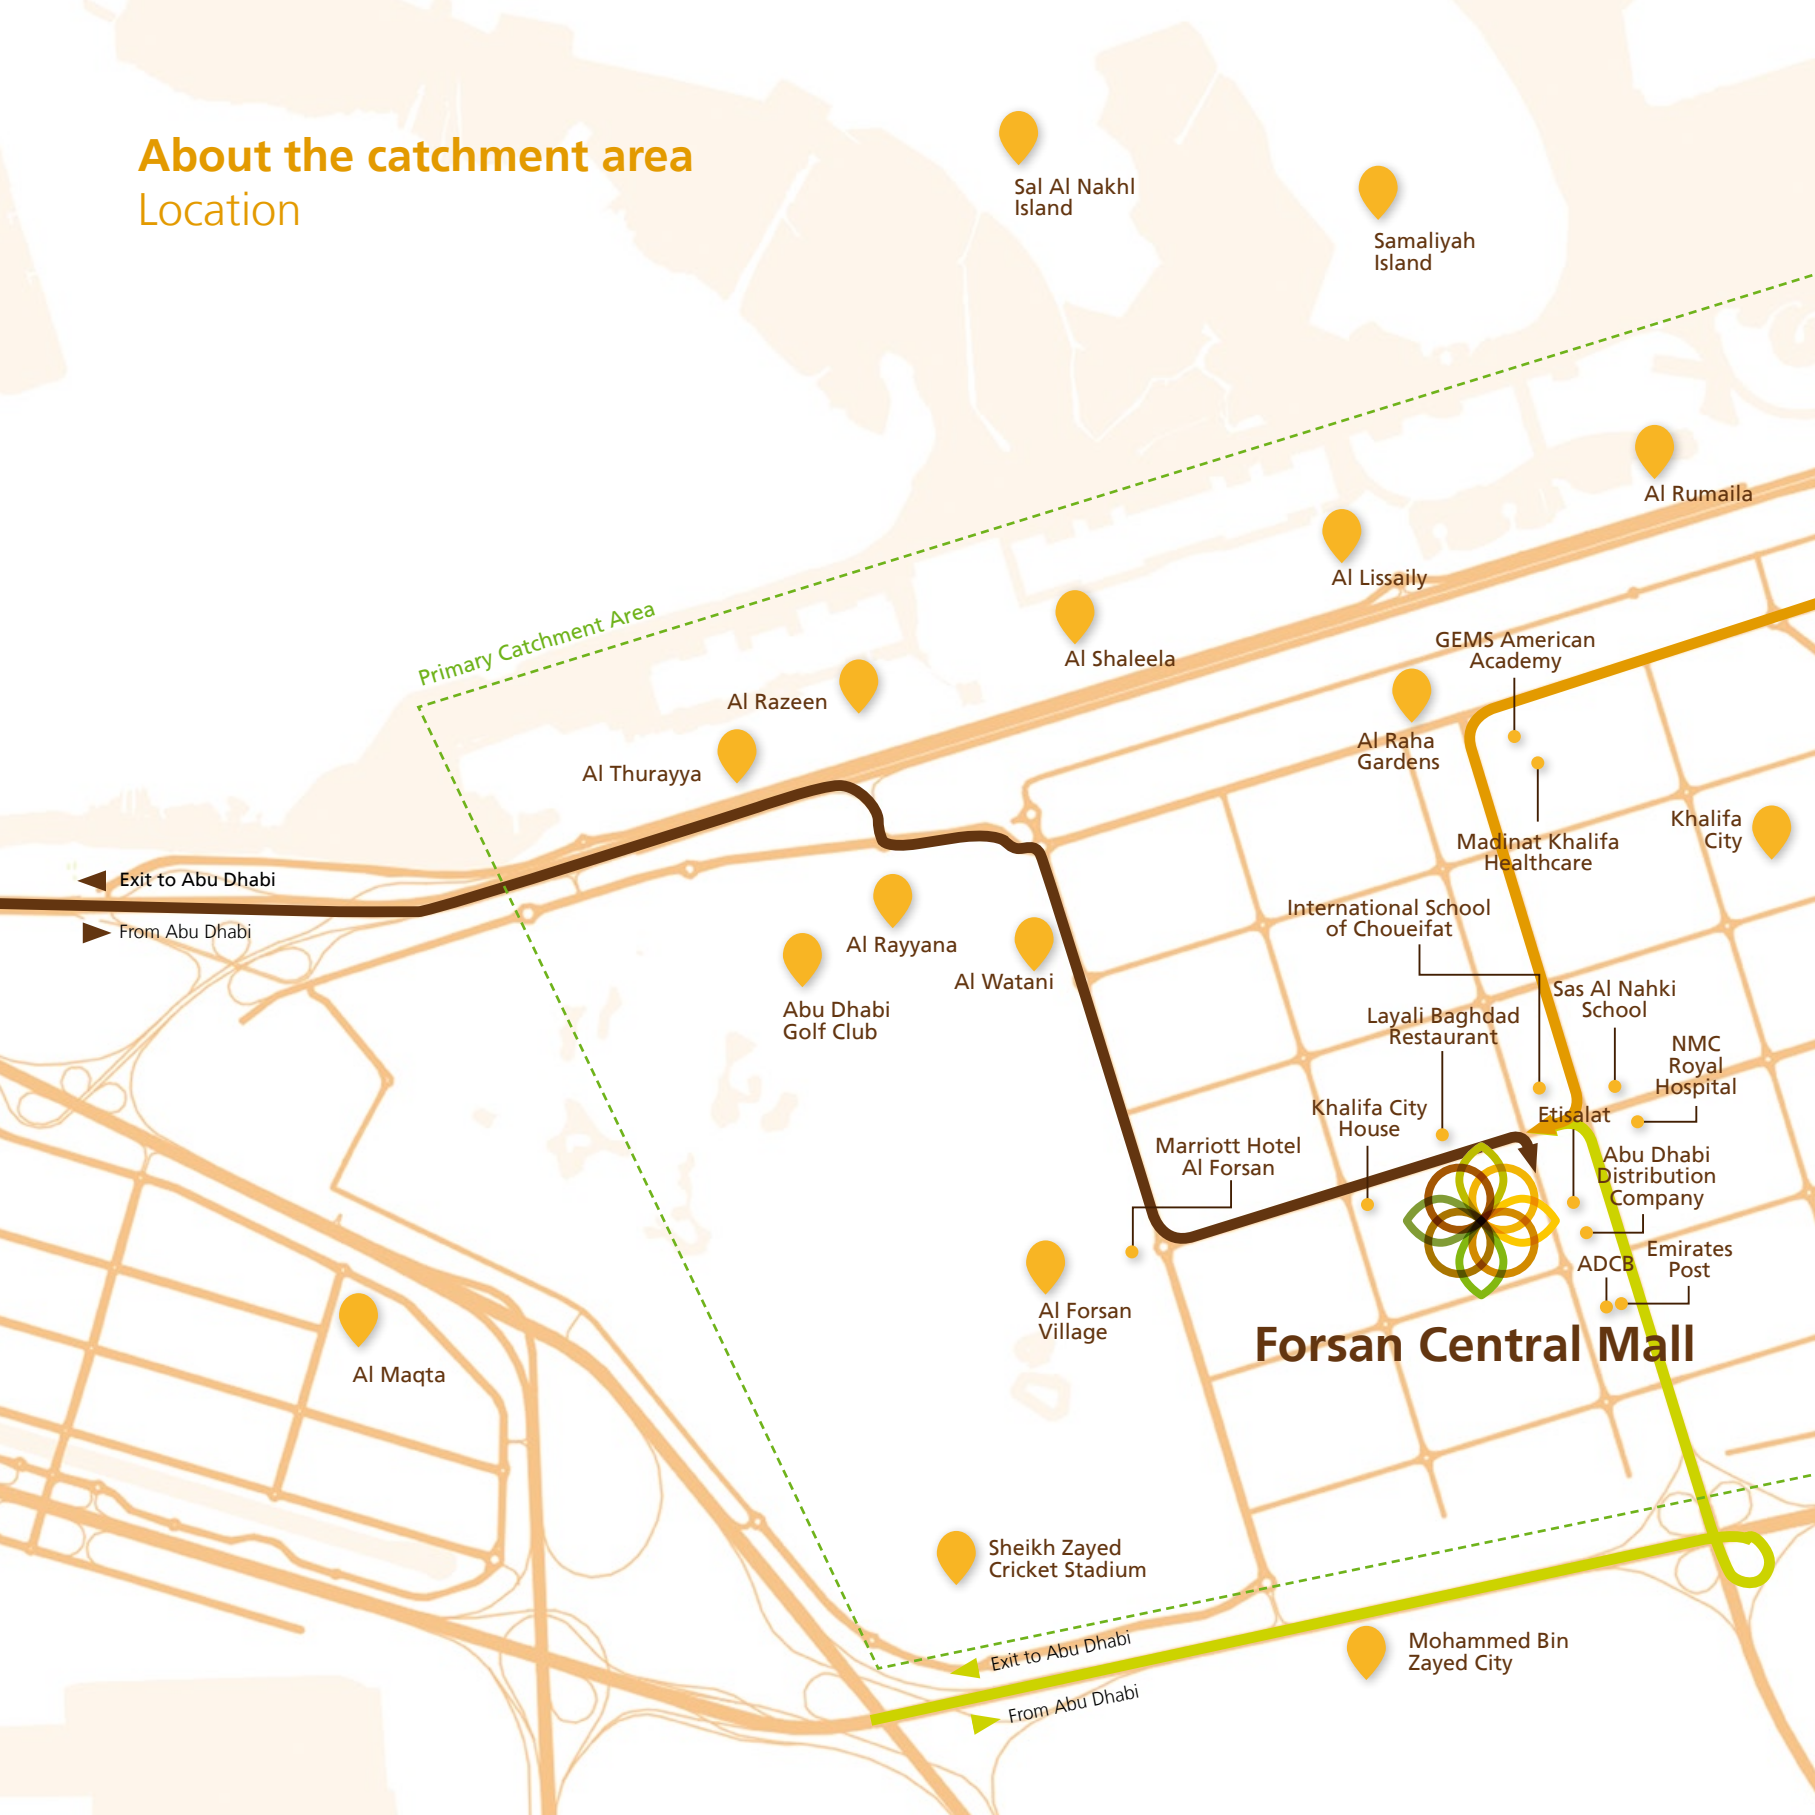 About the catchment area
Location
Sal Al Nakhl
Island
Samaliyah
Island
Al Rumaila
Al Lissaily
Primary Catchment Area
Al Shaleela
GEMS American
Academy
Al Razeen
Al Raha
Gardens
Al Thurayya
Khalifa
City
Madinat Khalifa
Healthcare
Exit to Abu Dhabi
From Abu Dhabi
International School
of Choueifat
Al Rayyana
Al Watani
Abu Dhabi
Golf Club
Sas Al Nahki
School
Layali Baghdad
Restaurant
NMC
Royal
Hospital
Khalifa City
House
Etisalat
Marriott Hotel
Al Forsan
Abu Dhabi
Distribution
Company
Emirates
Post
ADCB
Al Forsan
Village
Forsan Central Mall
Al Maqta
Sheikh Zayed
Cricket Stadium
Exit to Abu Dhabi
From Abu Dhabi
Mohammed Bin
Zayed City